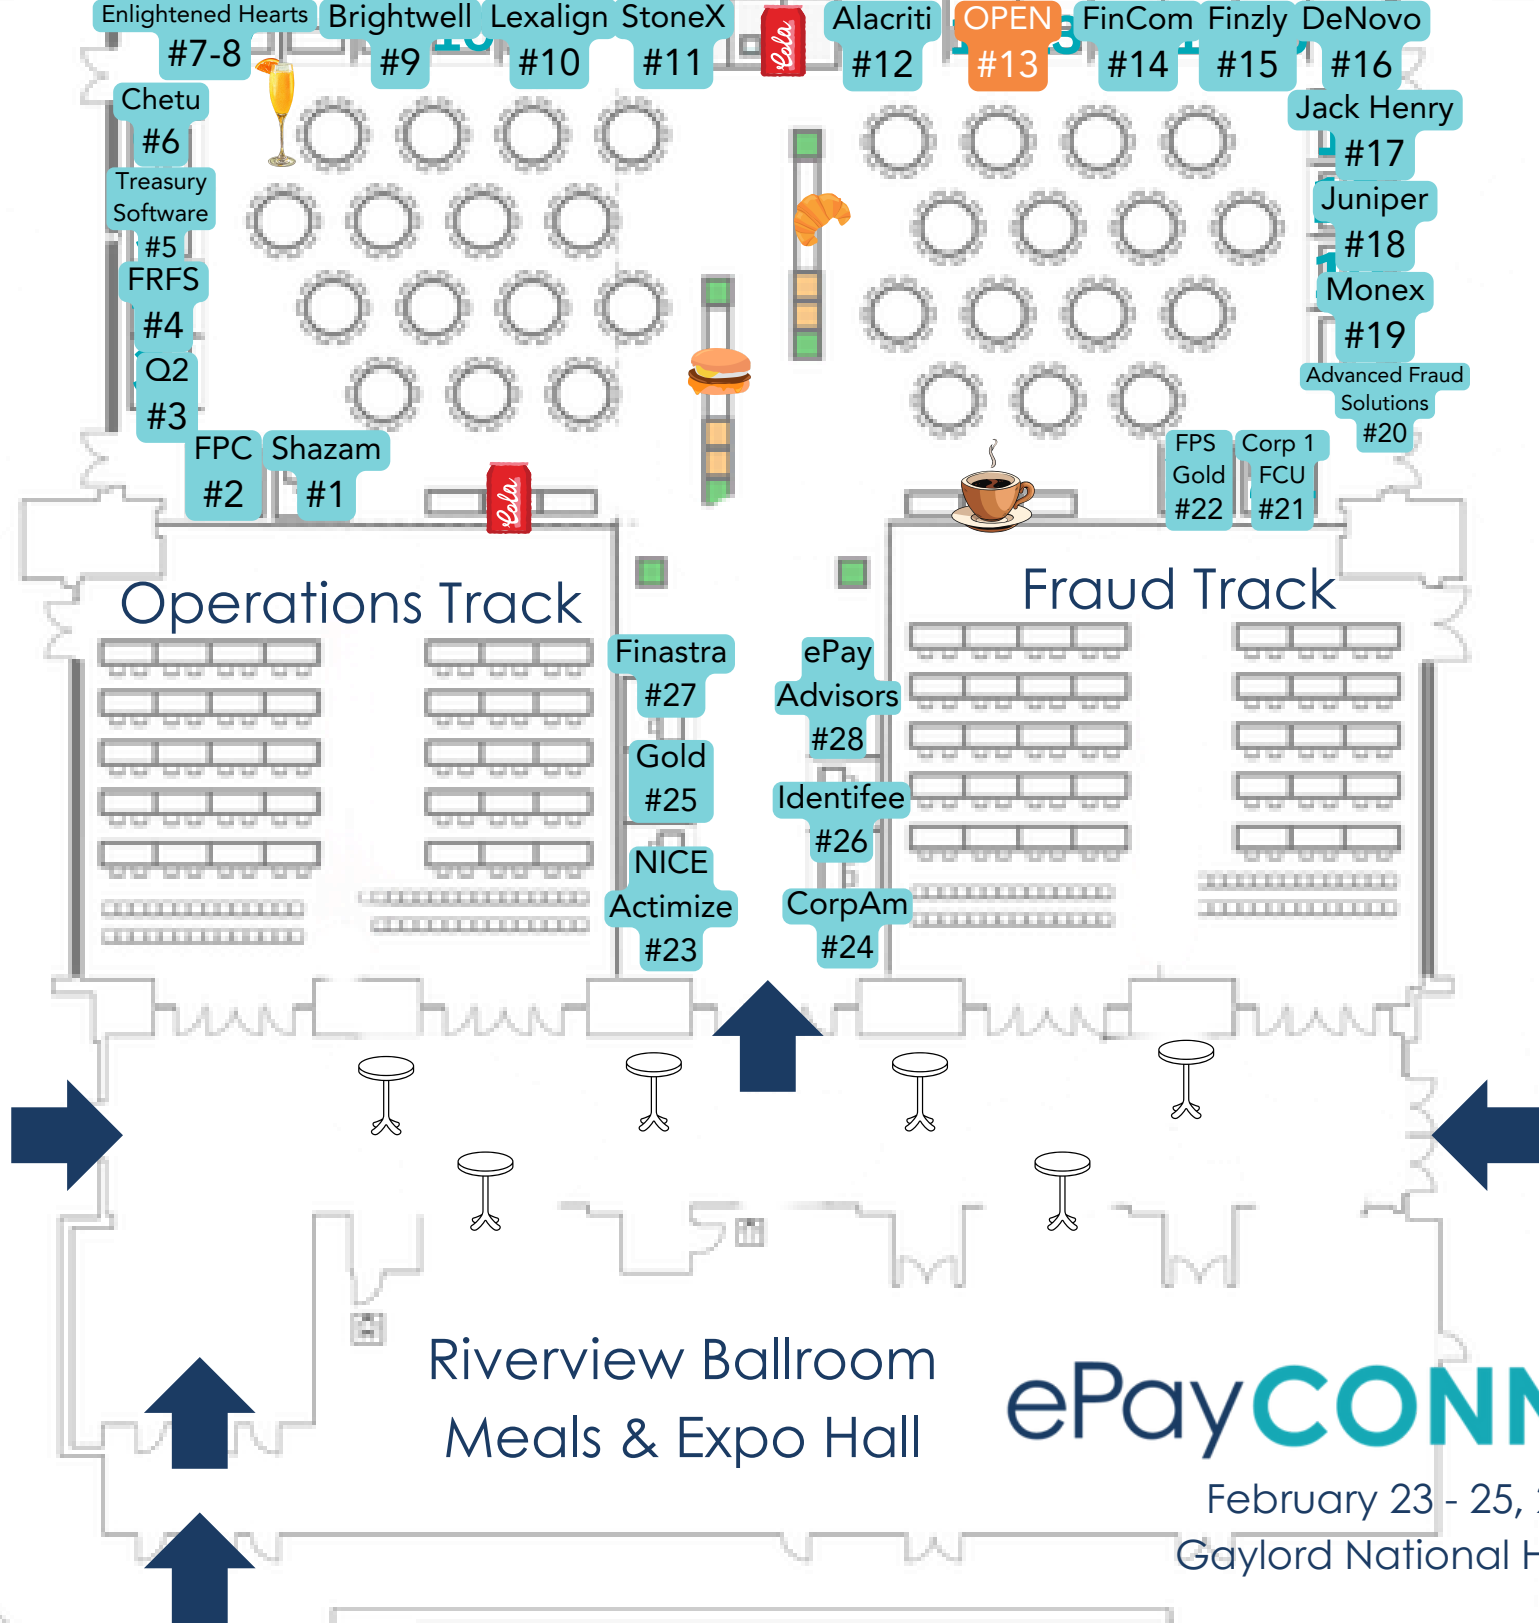 Enlightened Hearts
#7-8
Brightwell
#9
Lexalign
#10
StoneX
#11
Cola
Alacriti
#12
OPEN
#13
FinCom
#14
Finzly
#15
DeNovo
#16
Chetu
#6
Treasury
Software
#5
FRFS
#4
Q2
#3
FPC
#2
Shazam
#1
Cola
Jack Henry
#17
Juniper
#18
Monex
#19
Advanced Fraud
Solutions
#20
FPS
Gold
#22
Corp 1
FCU
#21
Operations Track
Fraud Track
Finastra
#27
Gold
#25
NICE
Actimize
#23
ePay
Advisors
#28
Identifee
#26
CorpAm
#24
Riverview Ballroom
Meals & Expo Hall
ePayCONN
February 23 - 25,
Gaylord National